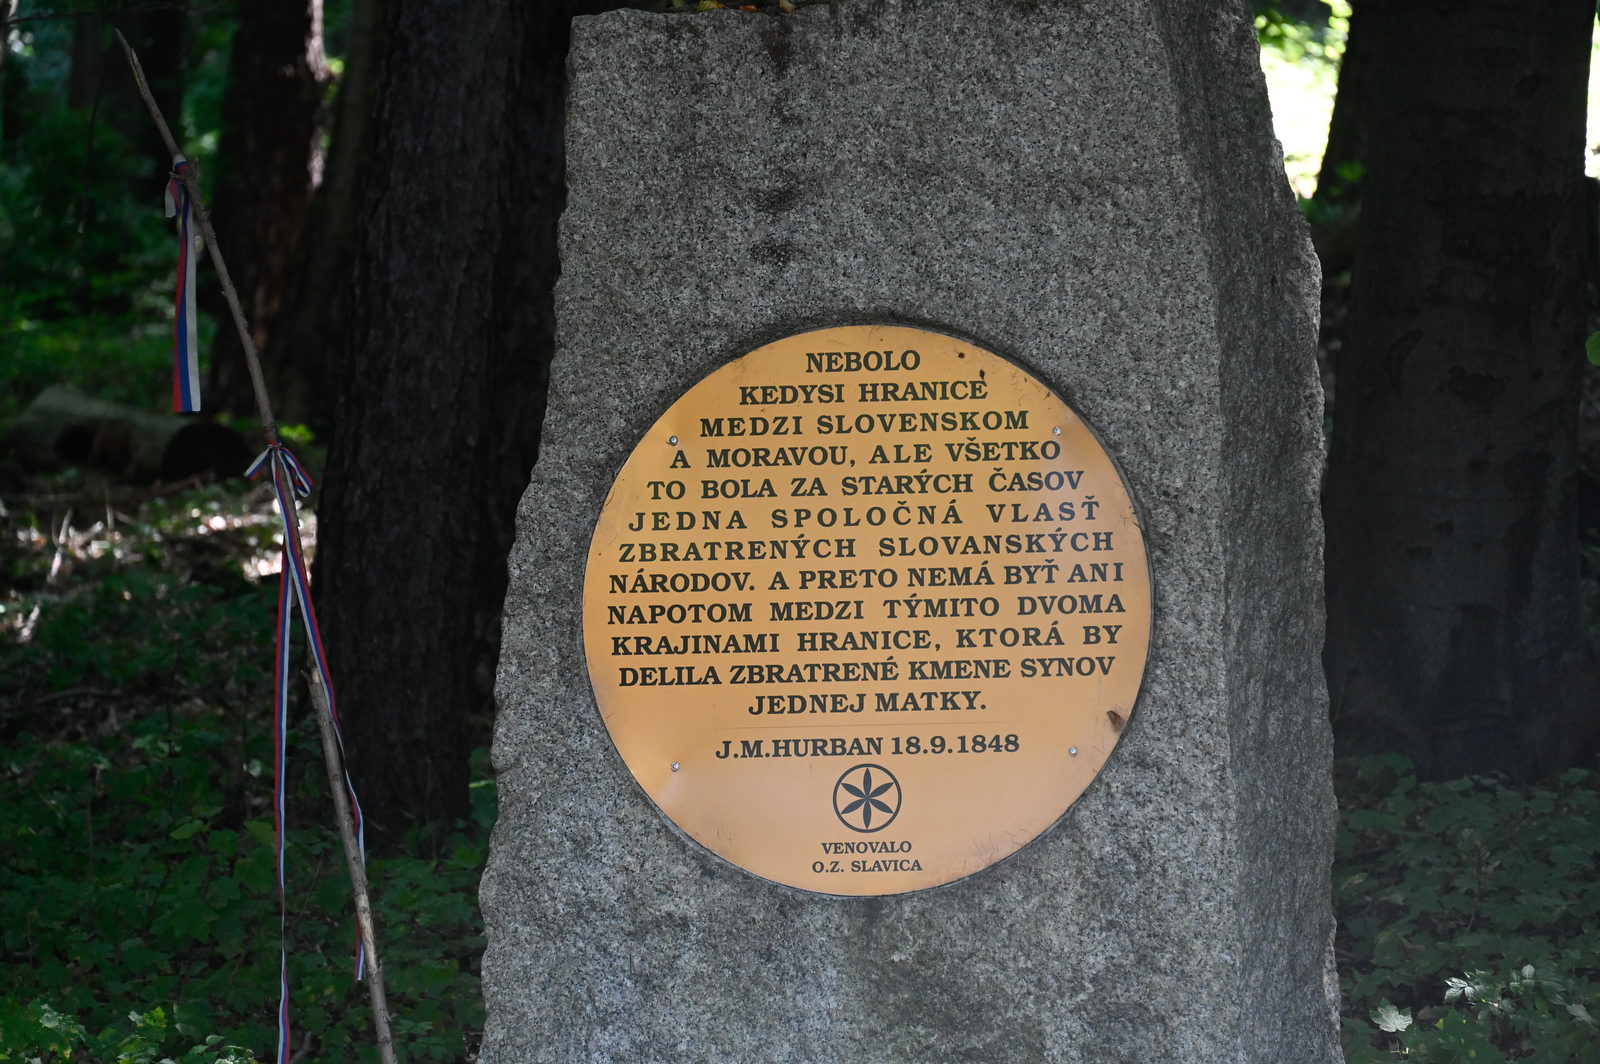 NEBOLO
KEDYSI HRANICE
MEDZI SLOVENSKOM
A MORAVOU, ALE VŠETKO
TO BOLA ZA STARÝCH ČASOV
JEDNA SPOLOČNÁ VLASŤ
ZBRATRENÝCH SLOVANSKÝCH
NÁRODOV. A PRETO NEMÁ BYŤ ANI
NAPOTOM MEDZI TÝMITO DVOMA
KRAJINAMI HRANICE, KTORÁ BY
DELILA ZBRATRENÉ KMENE SYNOV
JEDNEJ MATKY.
J.M.HURBAN 18.9.1848
VENOVALO
O.Z. SLAVICA